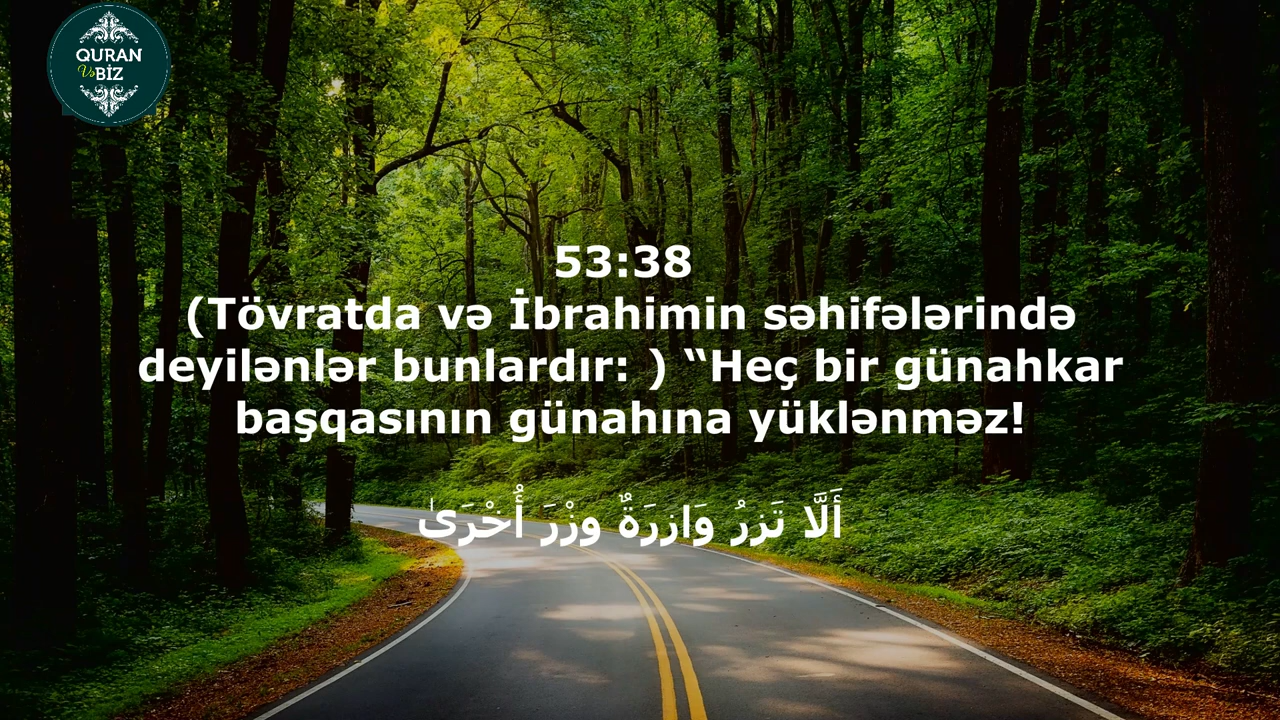 QURAN
Və BİZ
53:38
(Tövratda və İbrahimin səhifələrində
deyilənlər bunlardır: ) “Heç bir günahkar
başqasının günahına yüklənməz!
أَلَّا تَزِرُ وَازِرَةٌ وِزْرَ أُخْرَىٰ